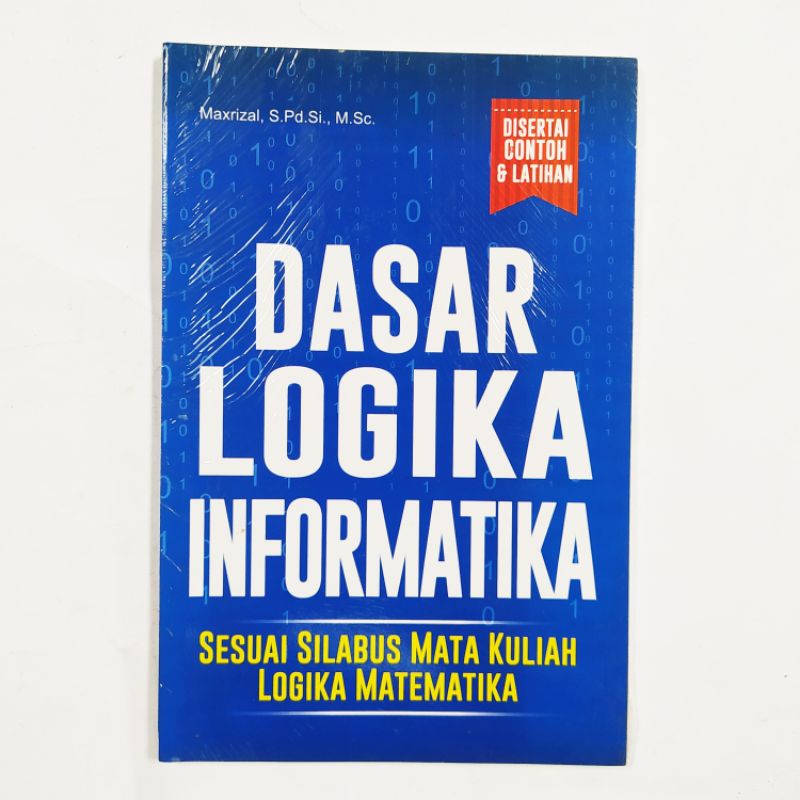 Maxrizal, S.Pd.Si., M.Sc.
DISERTAI
CONTOH
& LATIHAN
DASAR
LOGIKA
INFORMATIKA
SESUAI SILABUS MATA KULIAH
LOGIKA MATEMATIKA